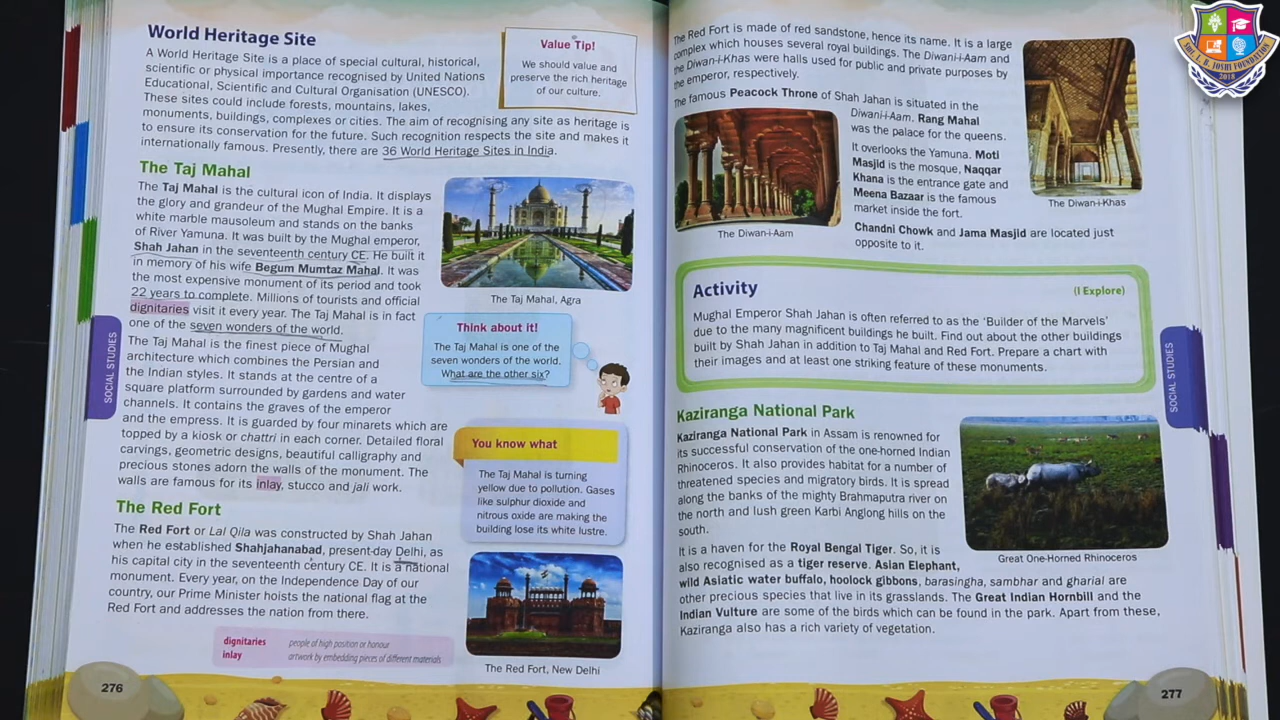 World Heritage Site
A World Heritage Site is a place of special cultural, historical,
scientific or physical importance recognised by United Nations
Educational, Scientific and Cultural Organisation (UNESCO).
These sites could include forests, mountains, lakes,
monuments, buildings, complexes or cities. The aim of recognising any site as heritage is
to ensure its conservation for the future. Such recognition respects the site and makes it
internationally famous. Presently, there are 36 World Heritage Sites in India.
Value Tip!
We should value and
preserve the rich heritage
of our culture.
The Taj Mahal
The Taj Mahal is the cultural icon of India. It displays
the glory and grandeur of the Mughal Empire. It is a
white marble mausoleum and stands on the banks
of River Yamuna. It was built by the Mughal emperor,
Shah Jahan in the seventeenth century CE. He built it
in memory of his wife Begum Mumtaz Mahal. It was
the most expensive monument of its period and took
22 years to complete. Millions of tourists and official
dignitaries visit it every year. The Taj Mahal is in fact
one of the seven wonders of the world.
The Taj Mahal is the finest piece of Mughal
architecture which combines the Persian and
the Indian styles. It stands at the centre of a
square platform surrounded by gardens and water
channels. It contains the graves of the emperor
and the empress. It is guarded by four minarets which are
topped by a kiosk or chattri in each corner. Detailed floral
carvings, geometric designs, beautiful calligraphy and
precious stones adorn the walls of the monument. The
walls are famous for its inlay, stucco and jali work.
The Taj Mahal, Agra
Think about it!
The Taj Mahal is one of the
seven wonders of the world.
What are the other six?
You know what
The Taj Mahal is turning
yellow due to pollution. Gases
like sulphur dioxide and
nitrous oxide are making the
building lose its white lustre.
The Red Fort
The Red Fort or Lal Qila was constructed by Shah Jahan
when he established Shahjahanabad, present-day Delhi, as
his capital city in the seventeenth century CE. It is a national
monument. Every year, on the Independence Day of our
country, our Prime Minister hoists the national flag at the
Red Fort and addresses the nation from there.
The Red Fort, New Delhi
dignitaries people of high position or honour
inlay artwork by embedding pieces of different materials
SOCIAL STUDIES
276
The Red Fort is made of red sandstone, hence its name. It is a large
complex which houses several royal buildings. The Diwan-i-Aam and
the Diwan-i-Khas were halls used for public and private purposes by
the emperor, respectively.
The famous Peacock Throne of Shah Jahan is situated in the
Diwan-i-Aam. Rang Mahal
was the palace for the queens.
It overlooks the Yamuna. Moti
Masjid is the mosque, Naqqar
Khana is the entrance gate and
Meena Bazaar is the famous
market inside the fort.
Chandni Chowk and Jama Masjid are located just
opposite to it.
The Diwan-i-Aam
The Diwan-i-Khas
Activity (I Explore)
Mughal Emperor Shah Jahan is often referred to as the 'Builder of the Marvels'
due to the many magnificent buildings he built. Find out about the other buildings
built by Shah Jahan in addition to Taj Mahal and Red Fort. Prepare a chart with
their images and at least one striking feature of these monuments.
Kaziranga National Park
Kaziranga National Park in Assam is renowned for
its successful conservation of the one-horned Indian
Rhinoceros. It also provides habitat for a number of
threatened species and migratory birds. It is spread
along the banks of the mighty Brahmaputra river on
the north and lush green Karbi Anglong hills on the
south.
It is a haven for the Royal Bengal Tiger. So, it is
also recognised as a tiger reserve. Asian Elephant,
wild Asiatic water buffalo, hoolock gibbons, barasingha, sambhar and gharial are
other precious species that live in its grasslands. The Great Indian Hornbill and the
Indian Vulture are some of the birds which can be found in the park. Apart from these,
Kaziranga also has a rich variety of vegetation.
Great One-Horned Rhinoceros
SOCIAL STUDIES
277
SHE. L. B. JOSHI FOUNDATION
2018